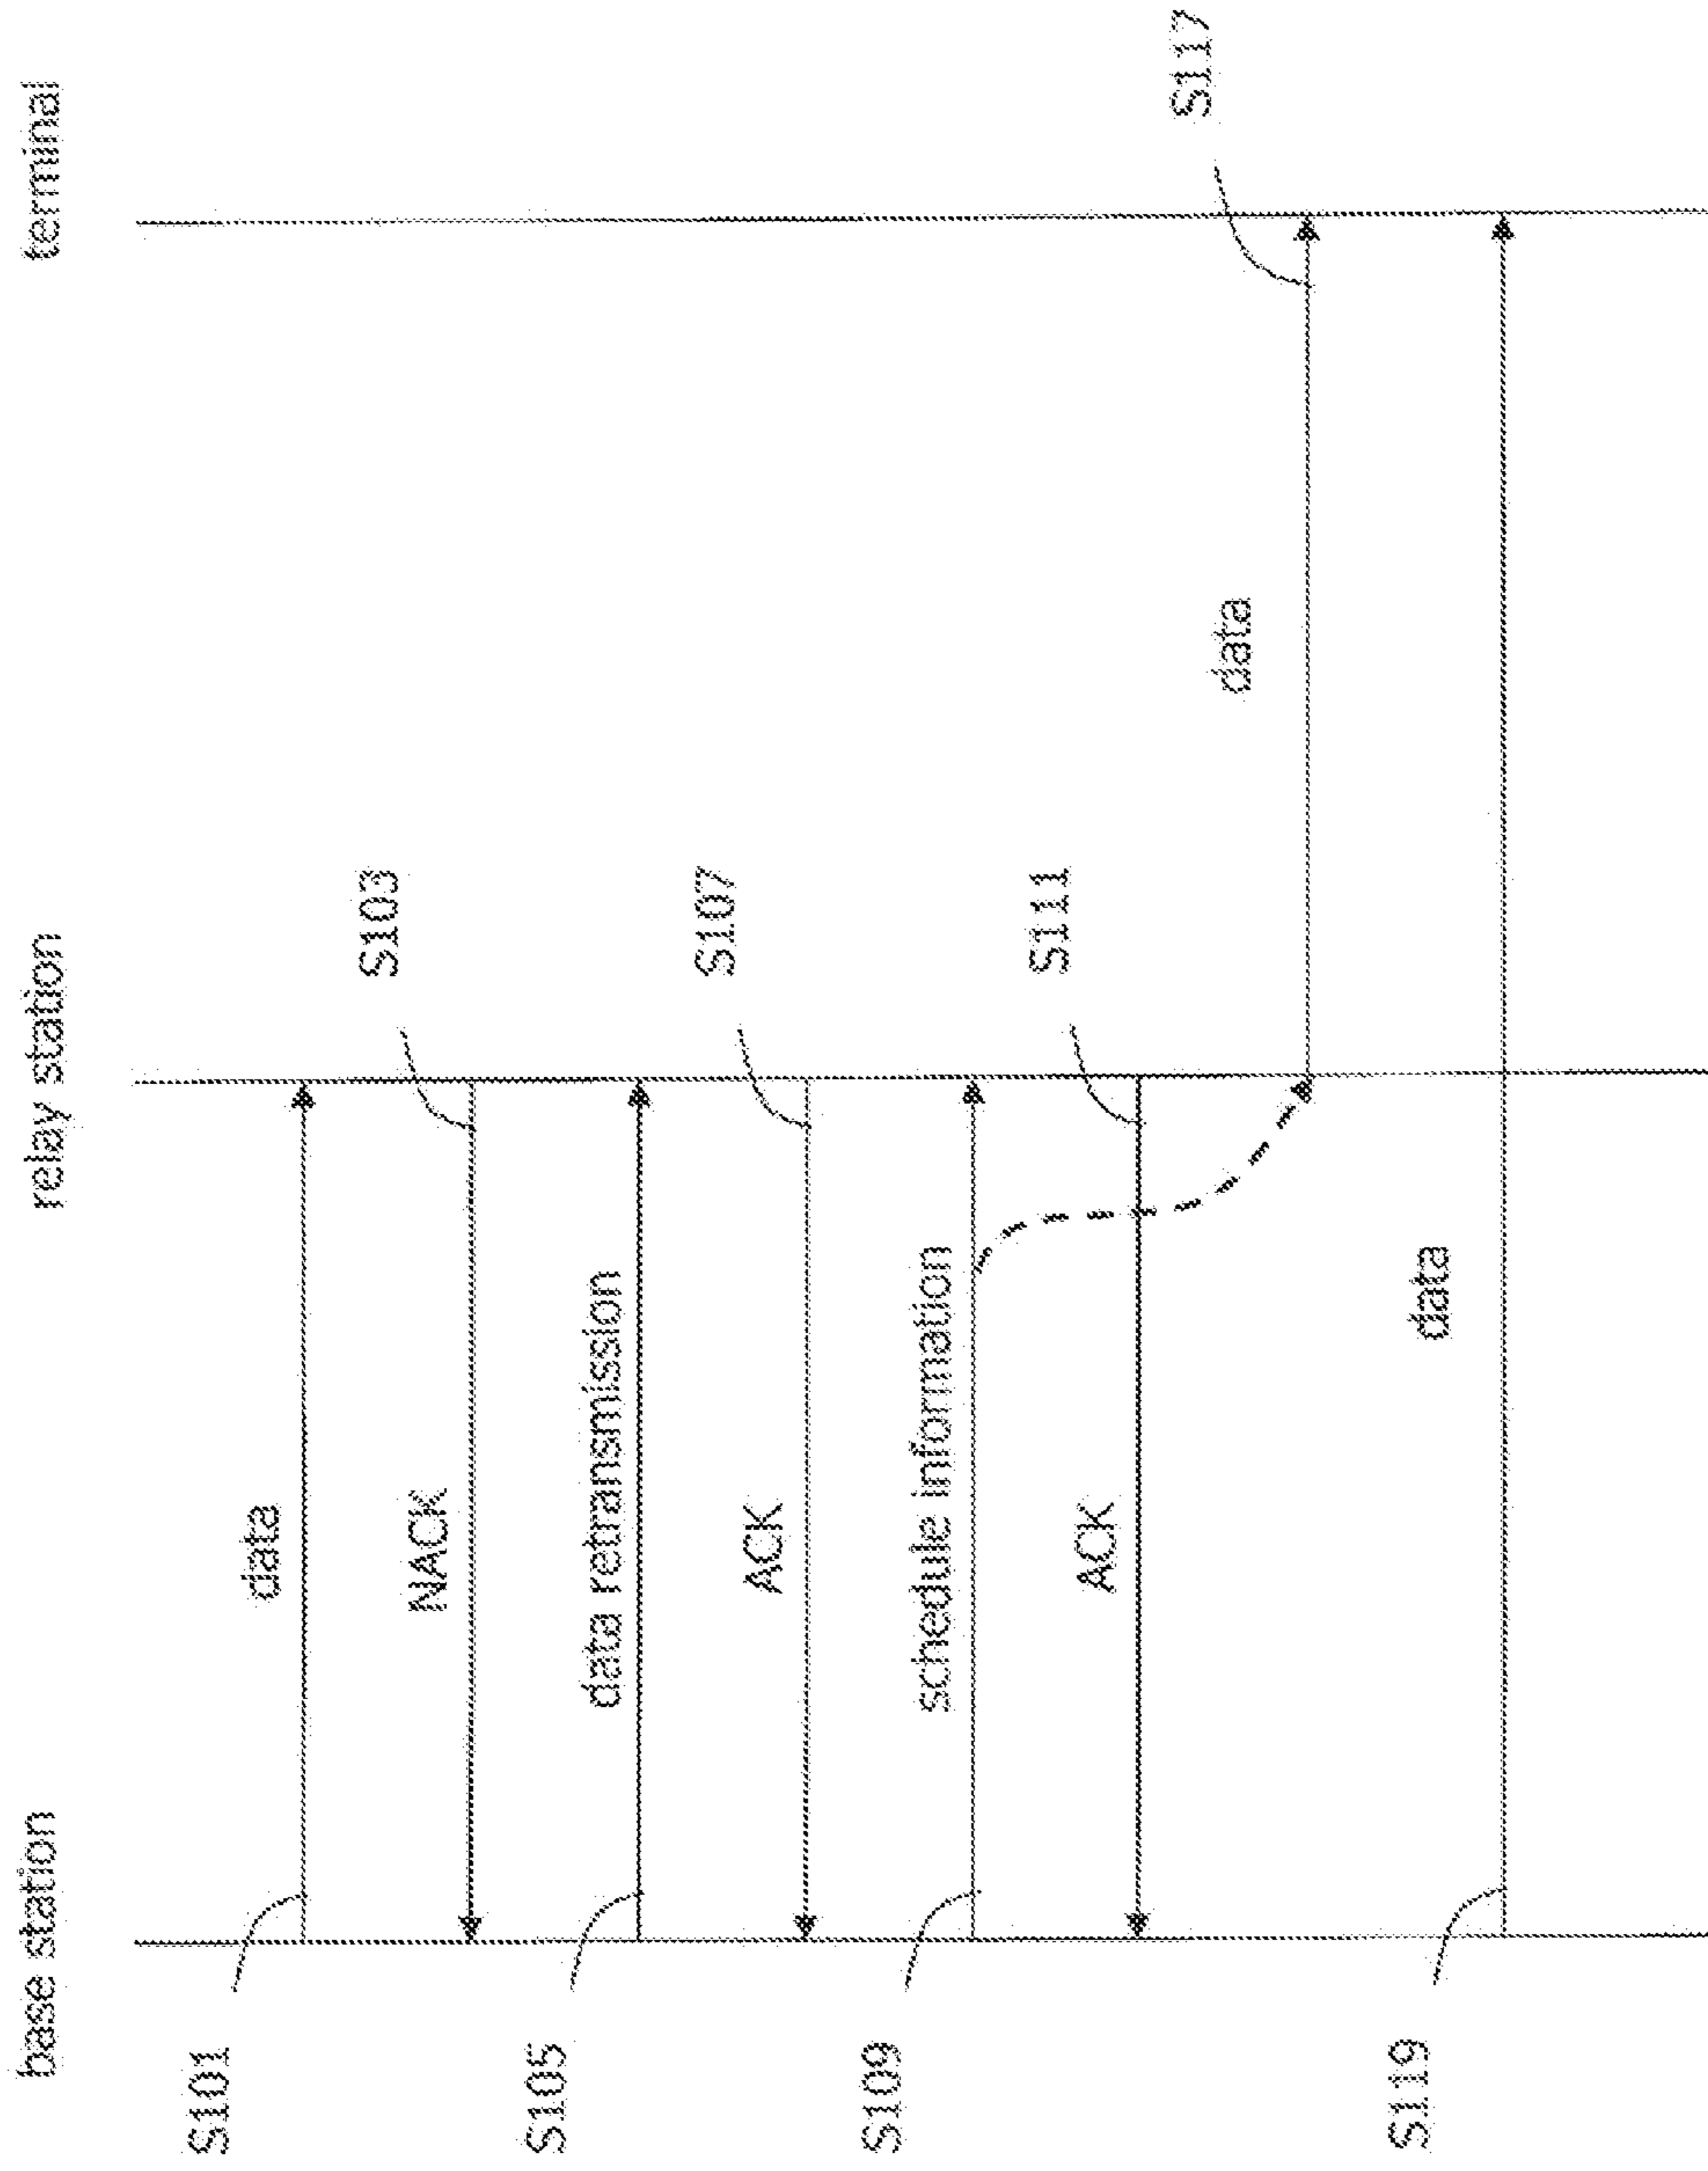 base station
relay station
terminal
S101
data
NACK
S103
S105
data retransmission
ACK
S107
S109
schedule information
ACK
S111
data
S117
S119
data